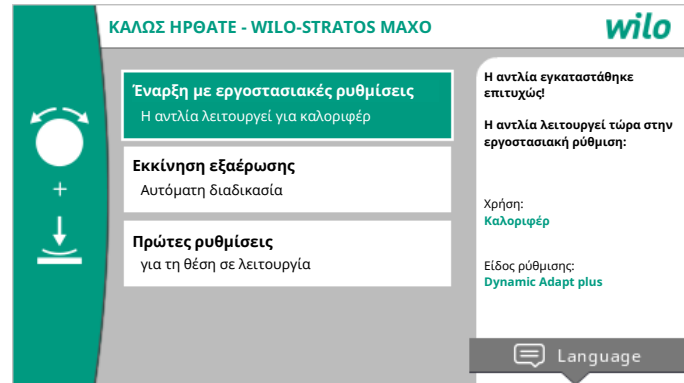 ΚΑΛΩΣ ΗΡΘΑΤΕ - WILO-STRATOS MAXO
wilo
Έναρξη με εργοστασιακές ρυθμίσεις
Η αντλία λειτουργεί για καλοριφέρ
Εκκίνηση εξαέρωσης
Αυτόματη διαδικασία
Πρώτες ρυθμίσεις
για τη θέση σε λειτουργία
+
Η αντλία εγκαταστάθηκε
επιτυχώς!
Η αντλία λειτουργεί τώρα στην
εργοστασιακή ρύθμιση:
Χρήση:
Καλοριφέρ
Είδος ρύθμισης:
Dynamic Adapt plus
Language